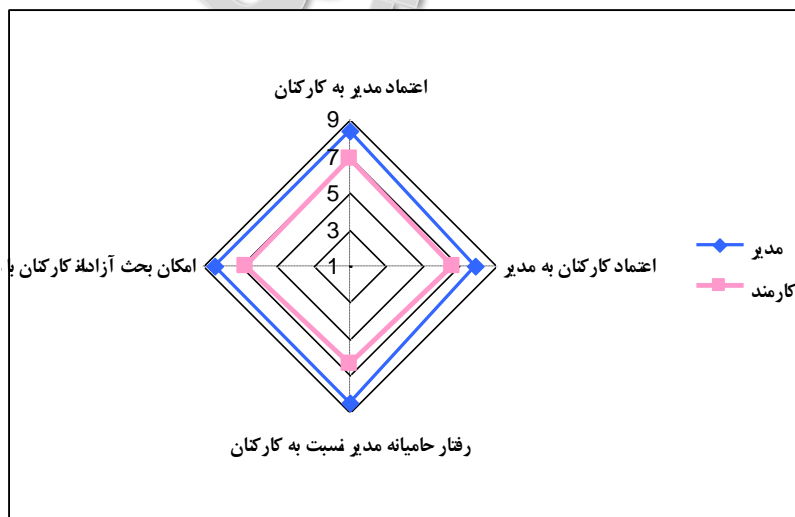 اعتماد مدیر به کارکنان
9
7
5
3
1
امکان بحث آزادانه کارکنان با
اعتماد کارکنان به مدیر
رفتار حامیانه مدیر نسبت به کارکنان
مدیر
کارمند